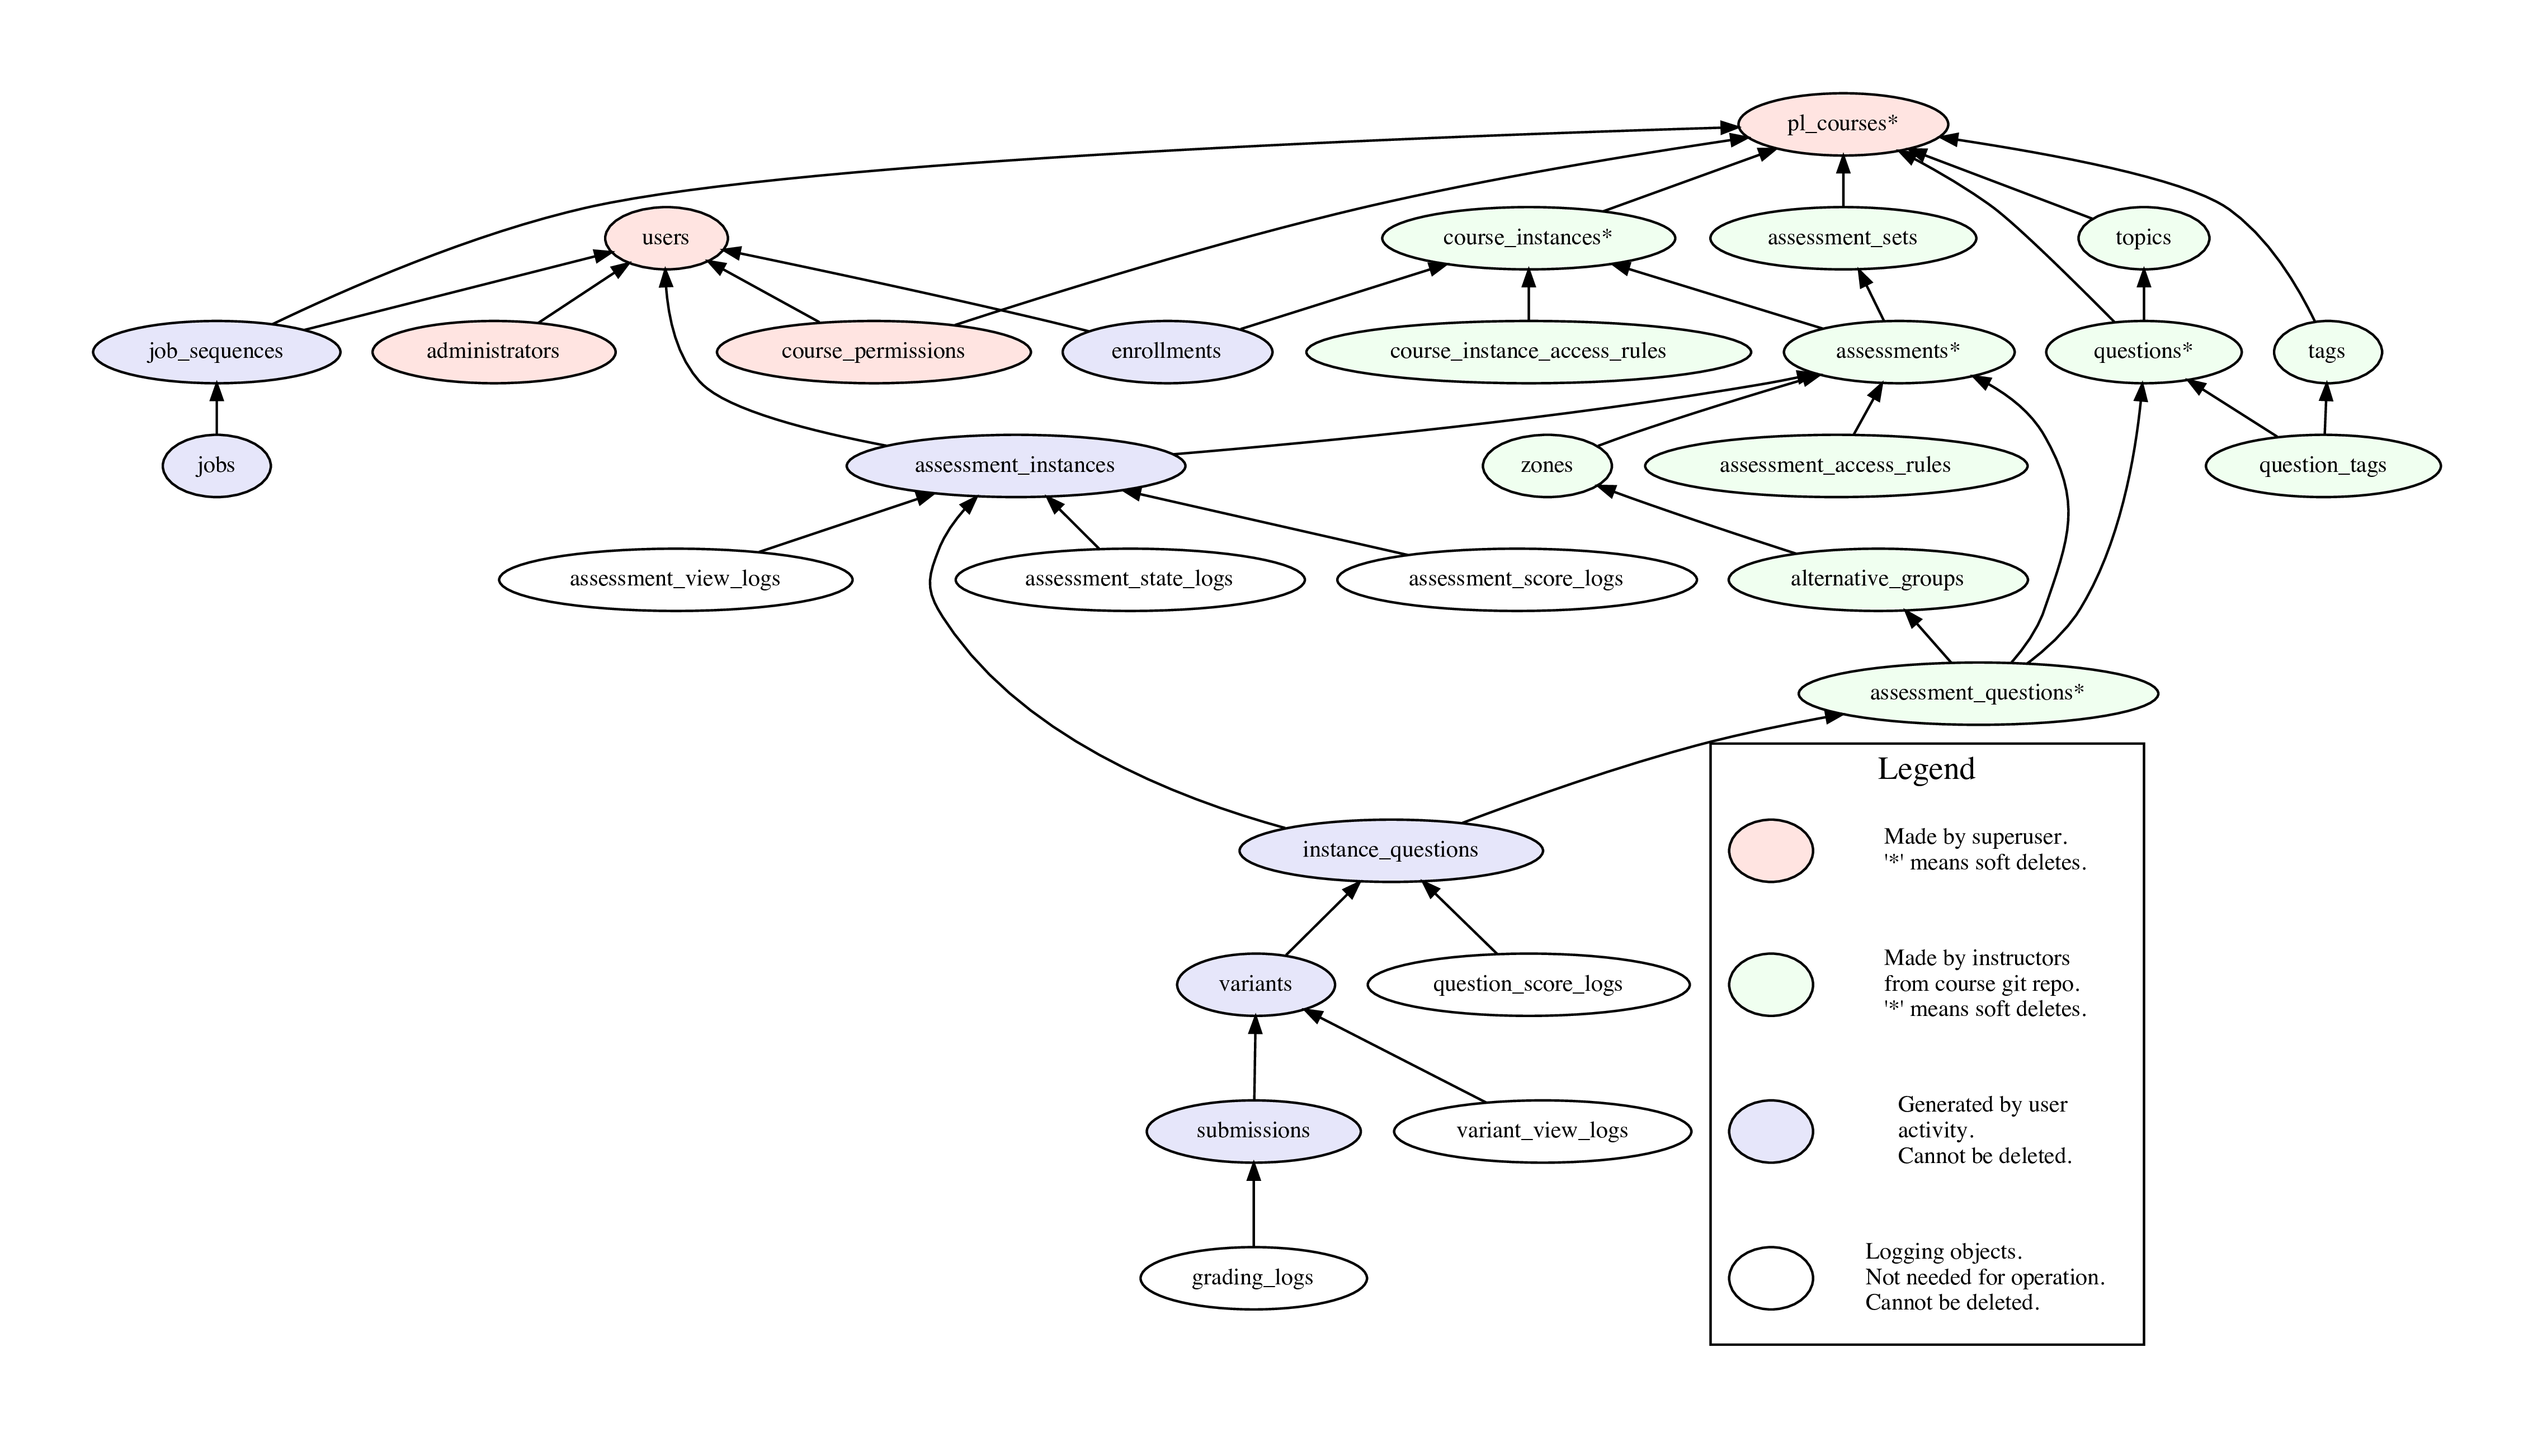 pl_courses*
users
course_instances*
assessment_sets
topics
job_sequences
administrators
course_permissions
enrollments
course_instance_access_rules
assessments*
questions*
tags
jobs
assessment_instances
zones
assessment_access_rules
question_tags
assessment_view_logs
assessment_state_logs
assessment_score_logs
alternative_groups
assessment_questions*
instance_questions
variants
question_score_logs
submissions
variant_view_logs
grading_logs
Legend
Made by superuser.
'*' means soft deletes.
Made by instructors
from course git repo.
'*' means soft deletes.
Generated by user
activity.
Cannot be deleted.
Logging objects.
Not needed for operation.
Cannot be deleted.